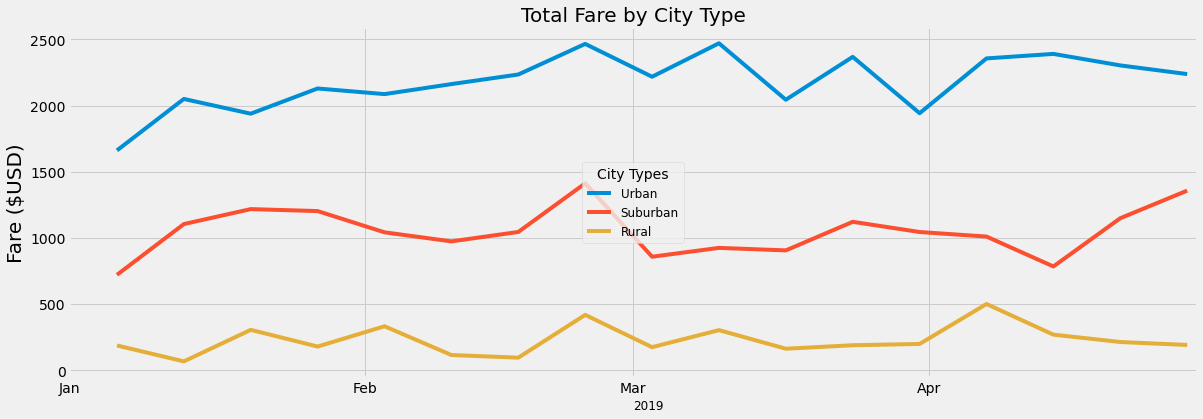 Total Fare by City Type
Fare ($USD)
2500
2000
1500
1000
500
0
City Types
Urban
Suburban
Rural
Jan Feb Mar Apr
2019